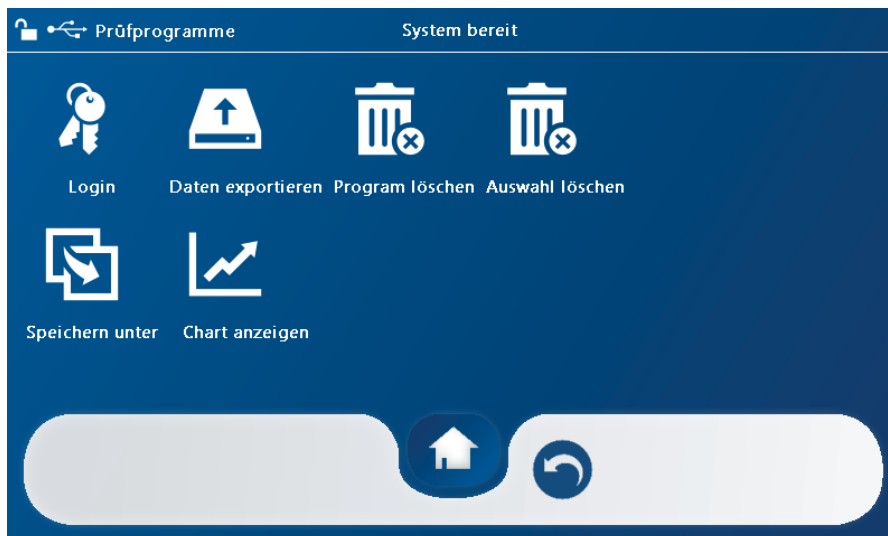 Prüfprogramme System bereit
Login Daten exportieren Program löschen Auswahl löschen
Speichern unter Chart anzeigen